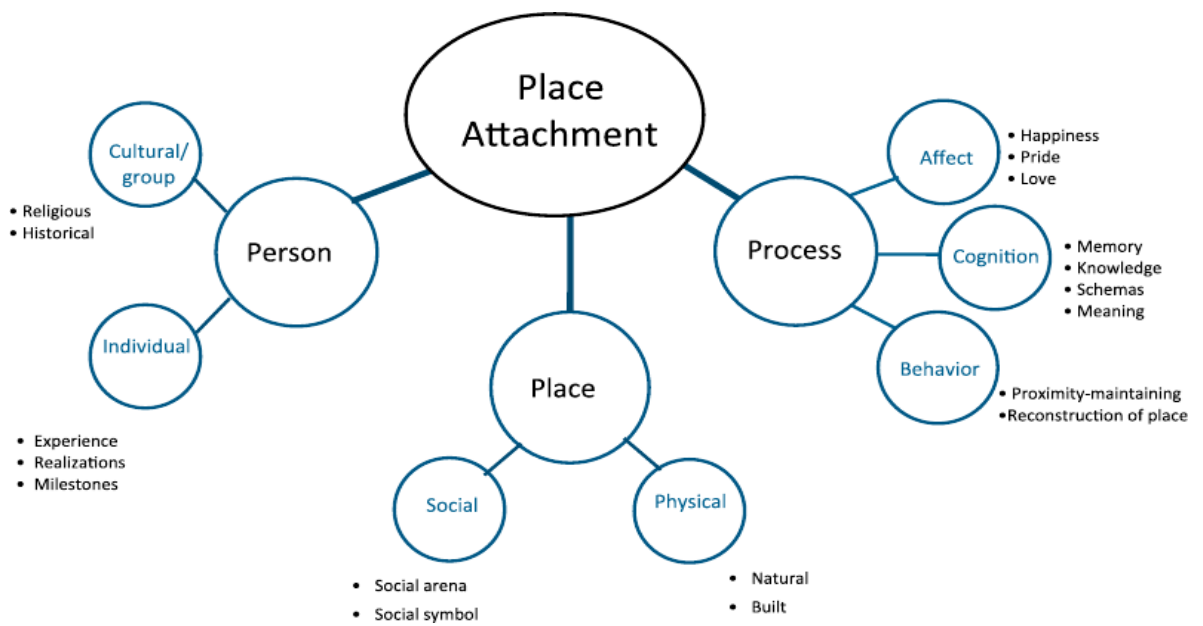 Place
Attachment
Cultural/
group
• Religious
• Historical
Person
Individual
• Experience
• Realizations
• Milestones
Place
Social
• Social arena
• Social symbol
Physical
• Natural
• Built
Process
Affect
• Happiness
• Pride
• Love
Cognition
• Memory
• Knowledge
• Schemas
• Meaning
Behavior
• Proximity-maintaining
•Reconstruction of place